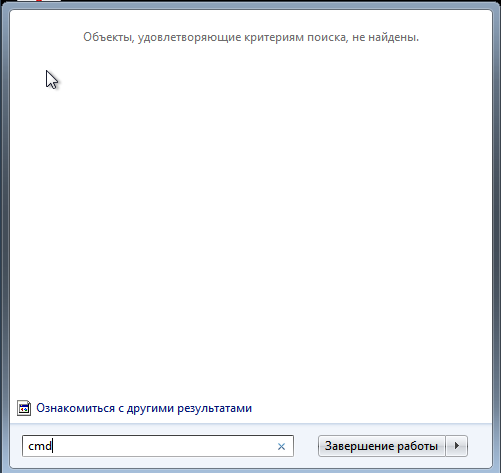 Объекты, удовлетворяющие критериям поиска, не найдены.
Ознакомиться с другими результатами
cmd
Завершение работы